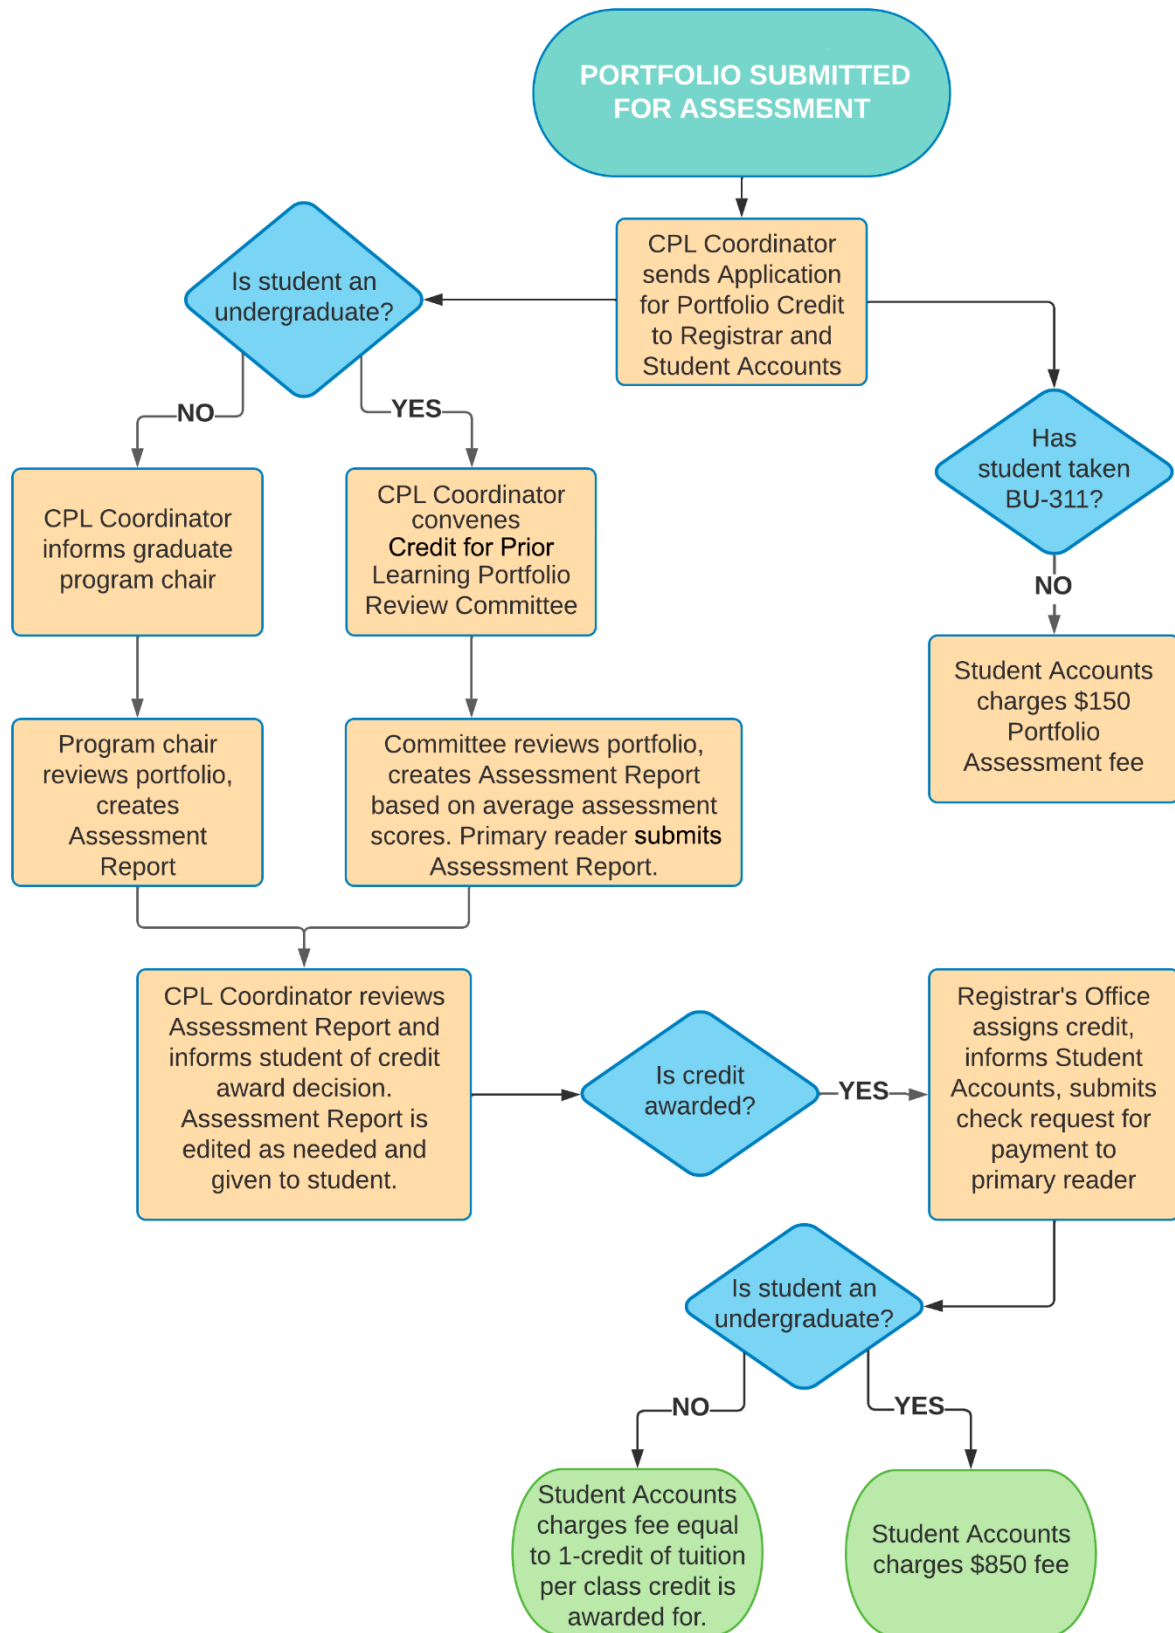 PORTFOLIO SUBMITTED
FOR ASSESSMENT
CPL Coordinator
sends Application
for Portfolio Credit
to Registrar and
Student Accounts
Is student an
undergraduate?
NO
YES
Has
student taken
BU-311?
NO
CPL Coordinator
informs graduate
program chair
CPL Coordinator
convenes
Credit for Prior
Learning Portfolio
Review Committee
Student Accounts
charges $150
Portfolio
Assessment fee
Program chair
reviews portfolio,
creates
Assessment
Report
Committee reviews portfolio,
creates Assessment Report
based on average assessment
scores. Primary reader submits
Assessment Report.
CPL Coordinator reviews
Assessment Report and
informs student of credit
award decision.
Assessment Report is
edited as needed and
given to student.
Is credit
awarded?
YES
Registrar's Office
assigns credit,
informs Student
Accounts, submits
check request for
payment to
primary reader
Is student an
undergraduate?
NO
YES
Student Accounts
charges fee equal
to 1-credit of tuition
per class credit is
awarded for.
Student Accounts
charges $850 fee